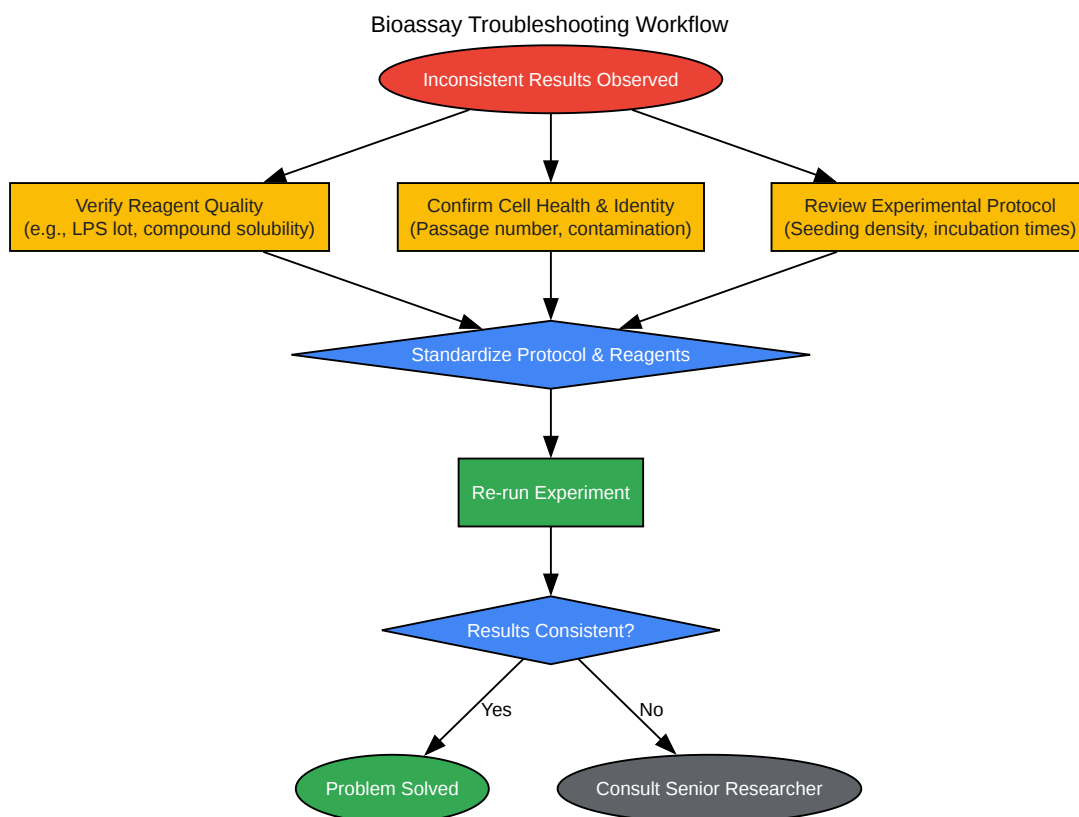 Bioassay Troubleshooting Workflow
Inconsistent Results Observed
Verify Reagent Quality
(e.g., LPS lot, compound solubility)
Confirm Cell Health & Identity
(Passage number, contamination)
Review Experimental Protocol
(Seeding density, incubation times)
Standardize Protocol & Reagents
Re-run Experiment
Results Consistent?
Yes
No
Problem Solved
Consult Senior Researcher